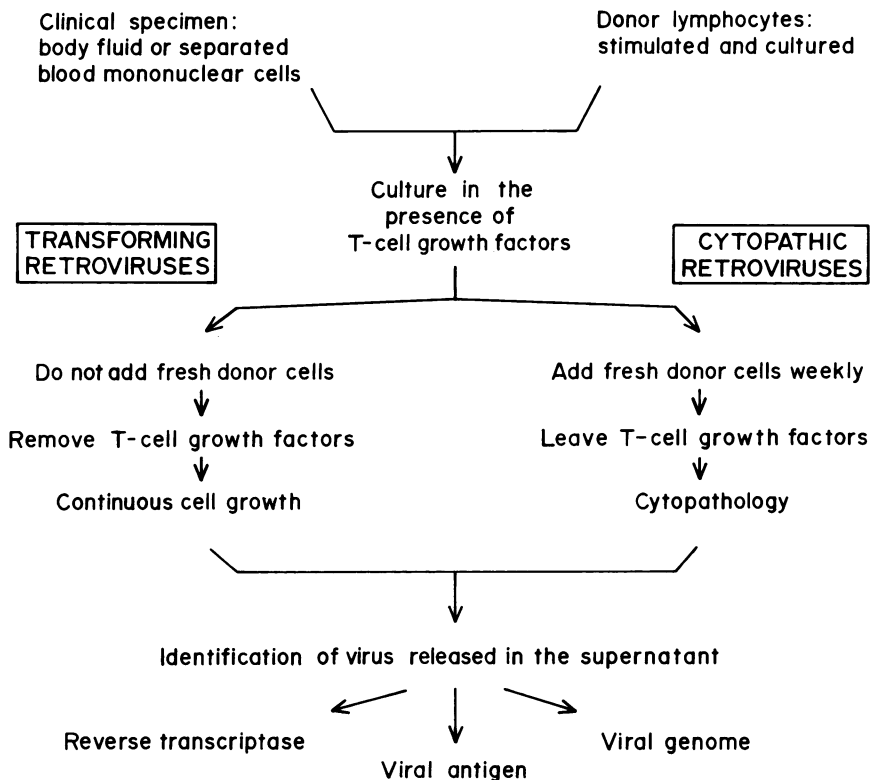 Clinical specimen:
body fluid or separated
blood mononuclear cells
Donor lymphocytes:
stimulated and cultured
Culture in the
presence of
T-cell growth factors
TRANSFORMING
RETROVIRUSES
CYTOPATHIC
RETROVIRUSES
Do not add fresh donor cells
Remove T-cell growth factors
Continuous cell growth
Add fresh donor cells weekly
Leave T-cell growth factors
Cytopathology
Identification of virus released in the supernatant
Reverse transcriptase
Viral antigen
Viral genome